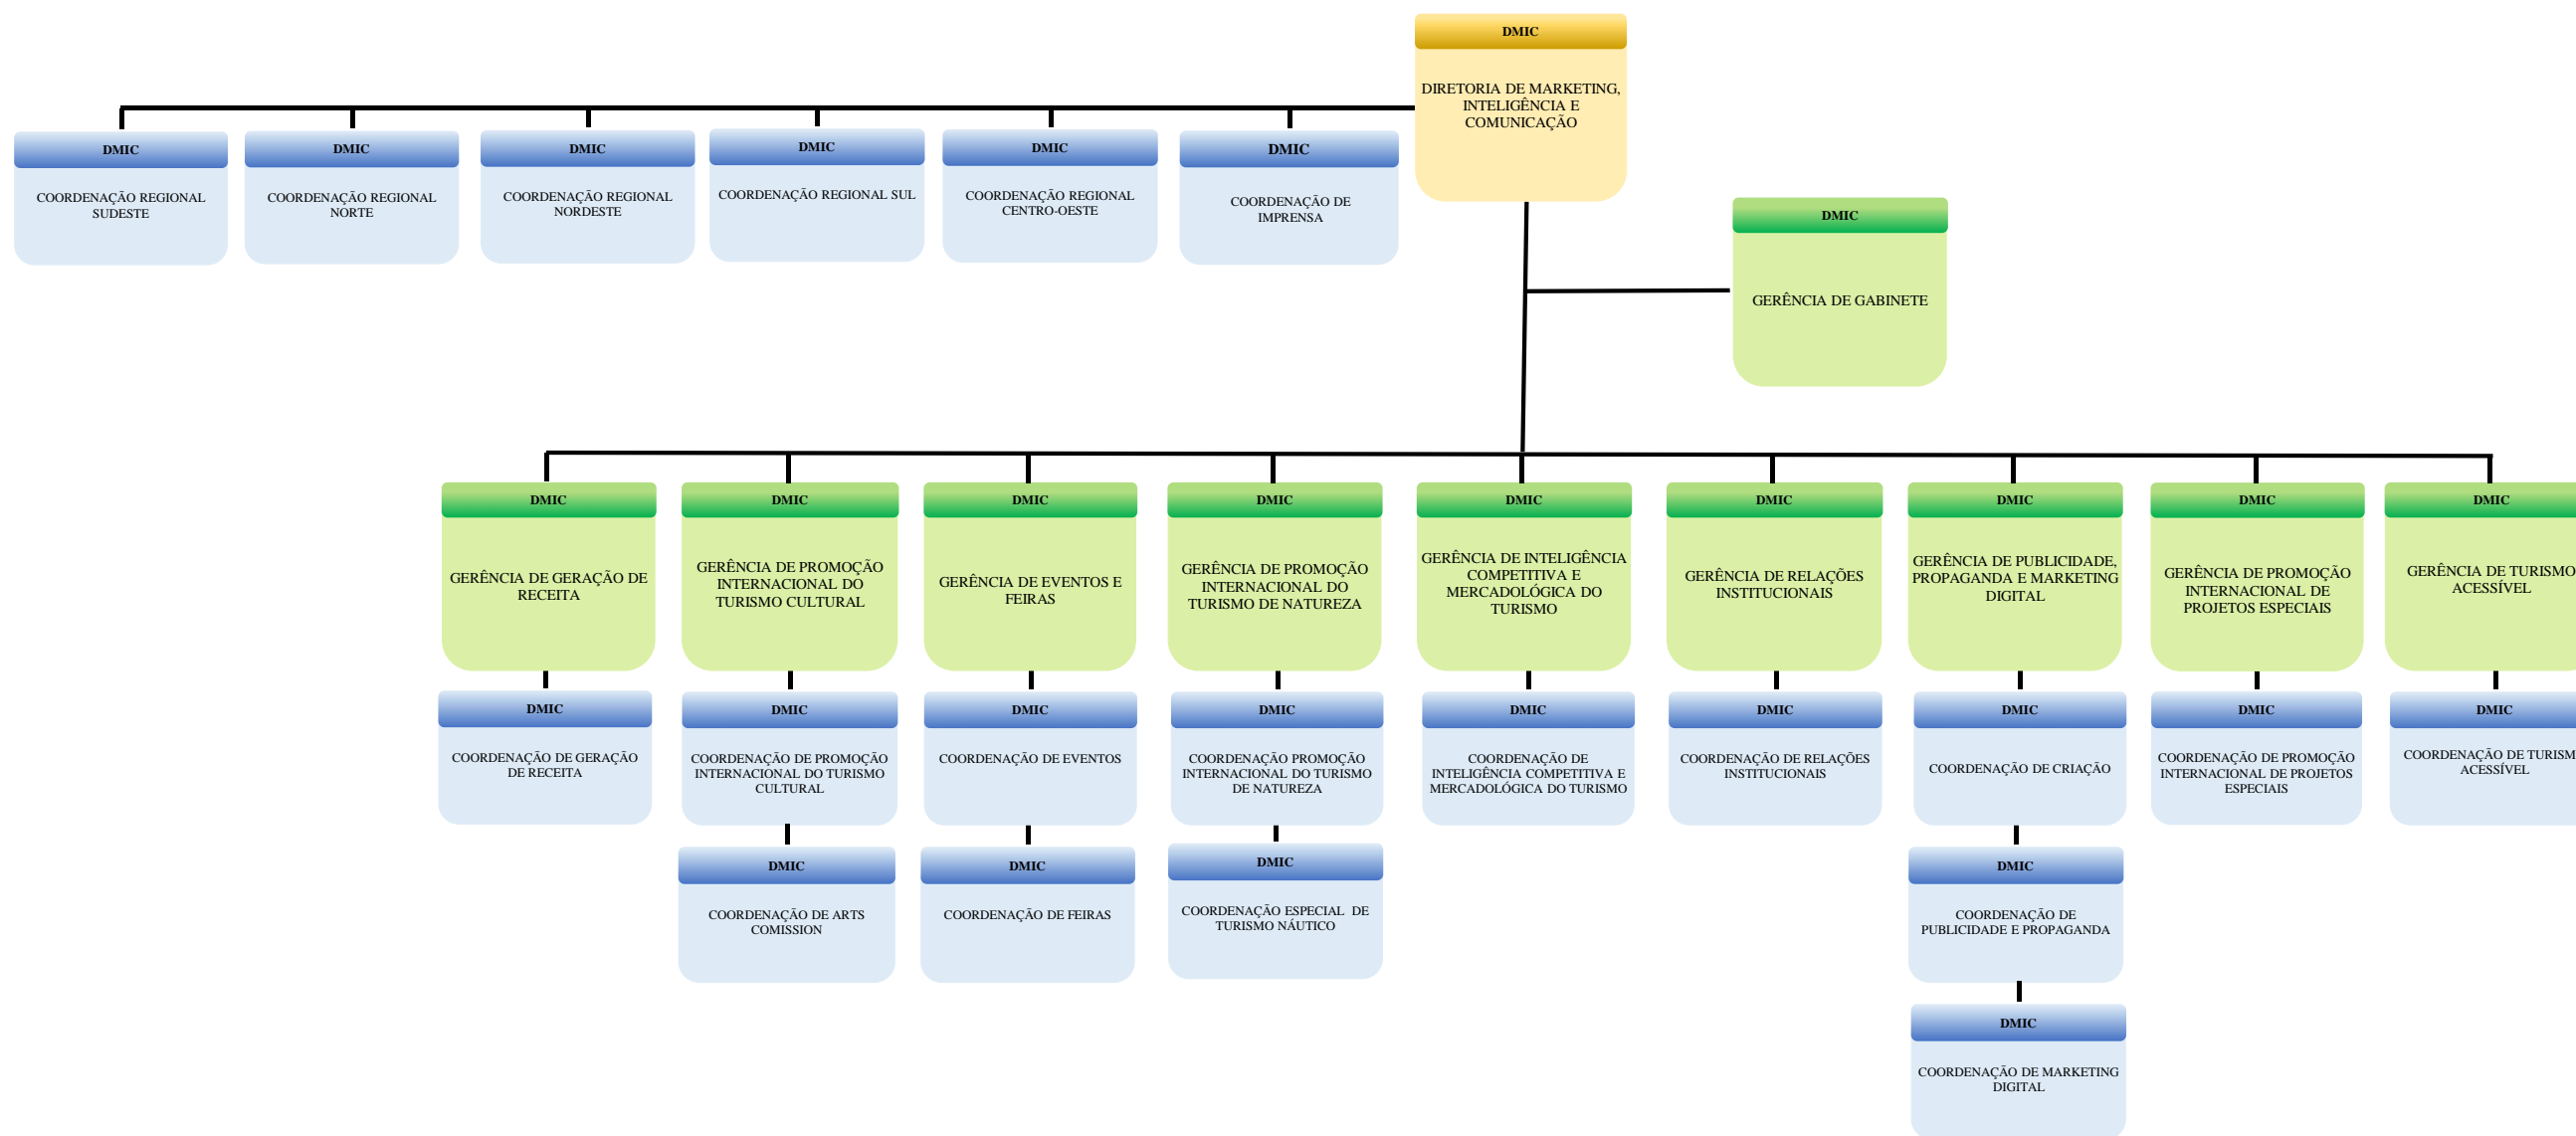 DMIC
DIRETORIA DE MARKETING,
INTELIGÊNCIA E
COMUNICAÇÃO
DMIC
COORDENAÇÃO REGIONAL
SUDESTE
DMIC
COORDENAÇÃO REGIONAL
NORTE
DMIC
COORDENAÇÃO REGIONAL
NORDESTE
DMIC
COORDENAÇÃO REGIONAL SUL
DMIC
COORDENAÇÃO REGIONAL
CENTRO-OESTE
DMIC
COORDENAÇÃO DE
IMPRENSA
DMIC
GERÊNCIA DE GABINETE
DMIC
GERÊNCIA DE GERAÇÃO DE
RECEITA
DMIC
GERÊNCIA DE PROMOÇÃO
INTERNACIONAL DO
TURISMO CULTURAL
DMIC
GERÊNCIA DE EVENTOS E
FEIRAS
DMIC
GERÊNCIA DE PROMOÇÃO
INTERNACIONAL DO
TURISMO DE NATUREZA
DMIC
GERÊNCIA DE INTELIGÊNCIA
COMPETITIVA E
MERCADOLÓGICA DO
TURISMO
DMIC
GERÊNCIA DE RELAÇÕES
INSTITUCIONAIS
DMIC
GERÊNCIA DE PUBLICIDADE,
PROPAGANDA E MARKETING
DIGITAL
DMIC
GERÊNCIA DE PROMOÇÃO
INTERNACIONAL DE
PROJETOS ESPECIAIS
DMIC
GERÊNCIA DE TURISMO
ACESSÍVEL
DMIC
COORDENAÇÃO DE GERAÇÃO
DE RECEITA
DMIC
COORDENAÇÃO DE PROMOÇÃO
INTERNACIONAL DO TURISMO
CULTURAL
DMIC
COORDENAÇÃO DE EVENTOS
DMIC
COORDENAÇÃO PROMOÇÃO
INTERNACIONAL DO TURISMO
DE NATUREZA
DMIC
COORDENAÇÃO DE
INTELIGÊNCIA COMPETITIVA E
MERCADOLÓGICA DO TURISMO
DMIC
COORDENAÇÃO DE RELAÇÕES
INSTITUCIONAIS
DMIC
COORDENAÇÃO DE CRIAÇÃO
DMIC
COORDENAÇÃO DE PROMOÇÃO
INTERNACIONAL DE PROJETOS
ESPECIAIS
DMIC
COORDENAÇÃO DE TURISM
ACESSÍVEL
DMIC
COORDENAÇÃO DE ARTS
COMISSION
DMIC
COORDENAÇÃO DE FEIRAS
DMIC
COORDENAÇÃO ESPECIAL DE
TURISMO NÁUTICO
DMIC
COORDENAÇÃO DE
PUBLICIDADE E PROPAGANDA
DMIC
COORDENAÇÃO DE MARKETING
DIGITAL